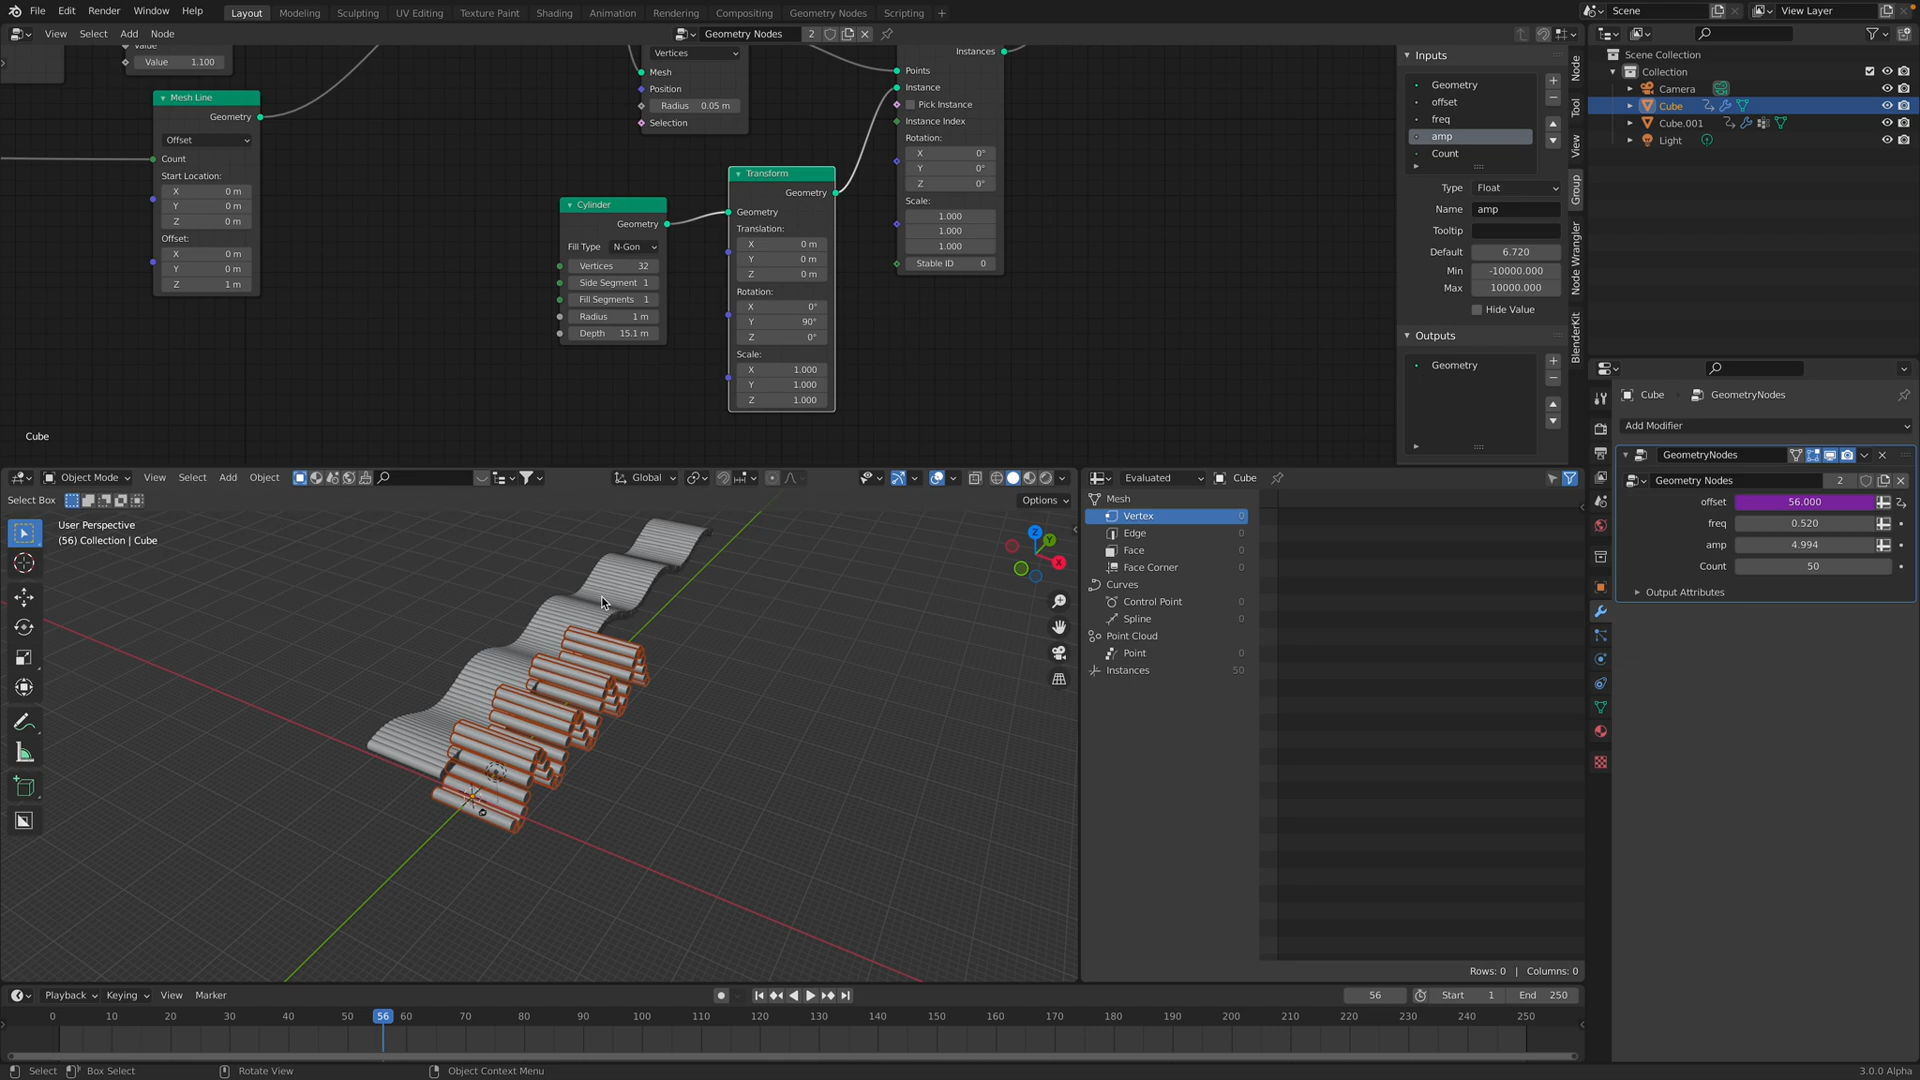 File Edit Render Window Help Layout Modeling Sculpting UV Editing Texture Paint Shading Animation Rendering Compositing Geometry Nodes Scripting + Scene View Layer
View Select Add Node Geometry Nodes 2
Value
Value 1.100
Mesh Line
Geometry
Offset
Count
Start Location:
X 0 m
Y 0 m
Z 0 m
Offset:
X 0 m
Y 0 m
Z 1 m
Vertices
Mesh
Position
Radius 0.05 m
Selection
Cylinder
Geometry
Fill Type N-Gon
Vertices 32
Side Segment 1
Fill Segments 1
Radius 1 m
Depth 15.1 m
Transform
Geometry
Geometry
Translation:
X 0 m
Y 0 m
Z 0 m
Rotation:
X 0°
Y 90°
Z 0°
Scale:
X 1.000
Y 1.000
Z 1.000
Instances
Points
Instance
Pick Instance
Instance Index
Rotation:
X 0°
Y 0°
Z 0°
Scale:
1.000
1.000
1.000
Stable ID 0
Cube
Inputs
Geometry
offset
freq
amp
Count
Type Float
Name amp
Tooltip
Default 6.720
Min -10000.000
Max 10000.000
Hide Value
Outputs
Geometry
Node
Tool
View
Group
Node Wrangler
BlenderKit
Scene Collection
Collection
Camera
Cube
Cube.001
Light
Cube GeometryNodes
Add Modifier
GeometryNodes
Geometry Nodes 2
offset 56.000
freq 0.520
amp 4.994
Count 50
Output Attributes
Object Mode View Select Add Object Global
Select Box Options
User Perspective
(56) Collection | Cube
Z
Y
X
Evaluated Cube
Mesh
Vertex 0
Edge 0
Face 0
Face Corner 0
Curves
Control Point 0
Spline 0
Point Cloud
Point 0
Instances 50
Rows: 0 | Columns: 0
Playback Keying View Marker 56 Start 1 End 250
0 10 20 30 40 50 56 60 70 80 90 100 110 120 130 140 150 160 170 180 190 200 210 220 230 240 250
Select Box Select Rotate View Object Context Menu 3.0.0 Alpha